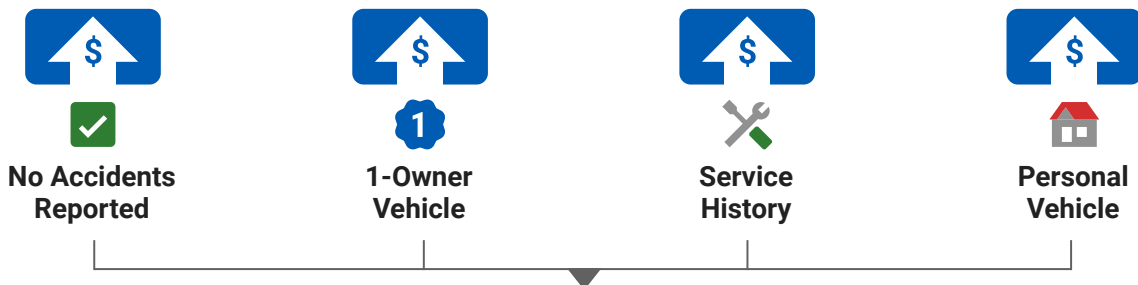 $ $ $ $
1
No Accidents Reported
1-Owner Vehicle
Service History
Personal Vehicle